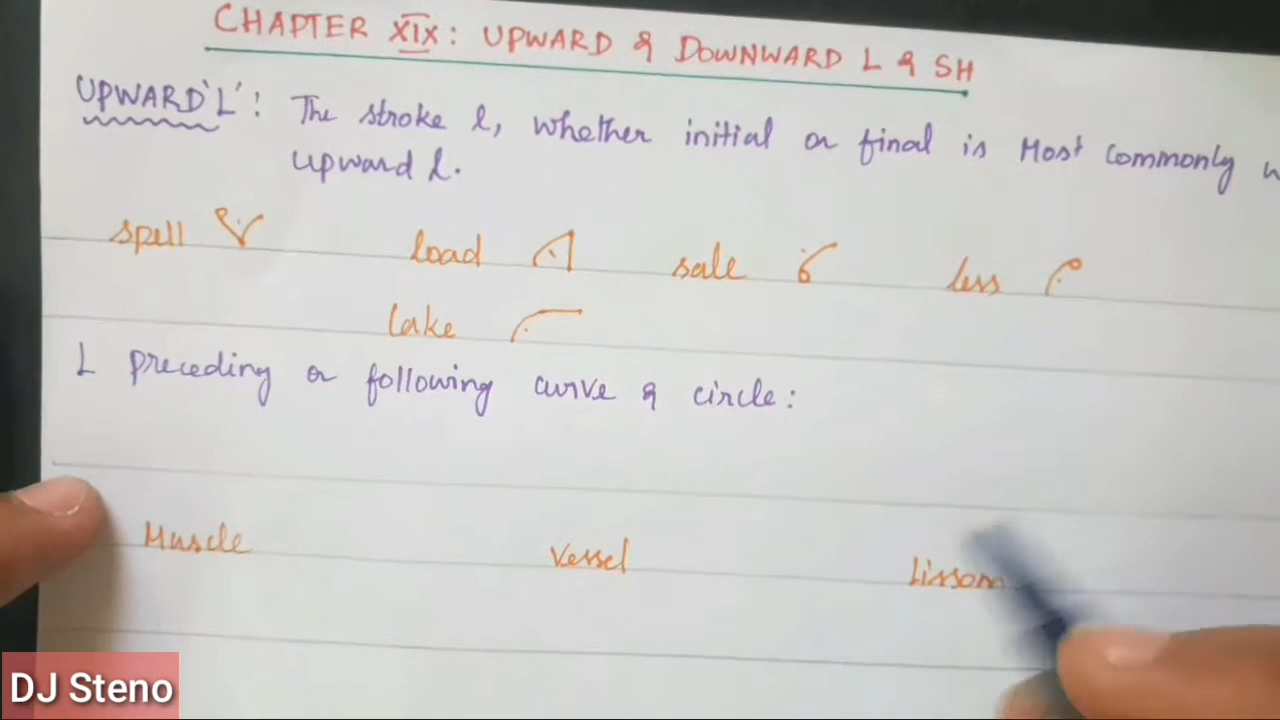 CHAPTER XIX: UPWARD & DOWNWARD L & SH
UPWARD 'L': The stroke l, whether initial or final is Most commonly
upward l.
spell load sale less
lake
L preceding or following curve & circle:
Muscle Vessel Lissom
DJ Steno